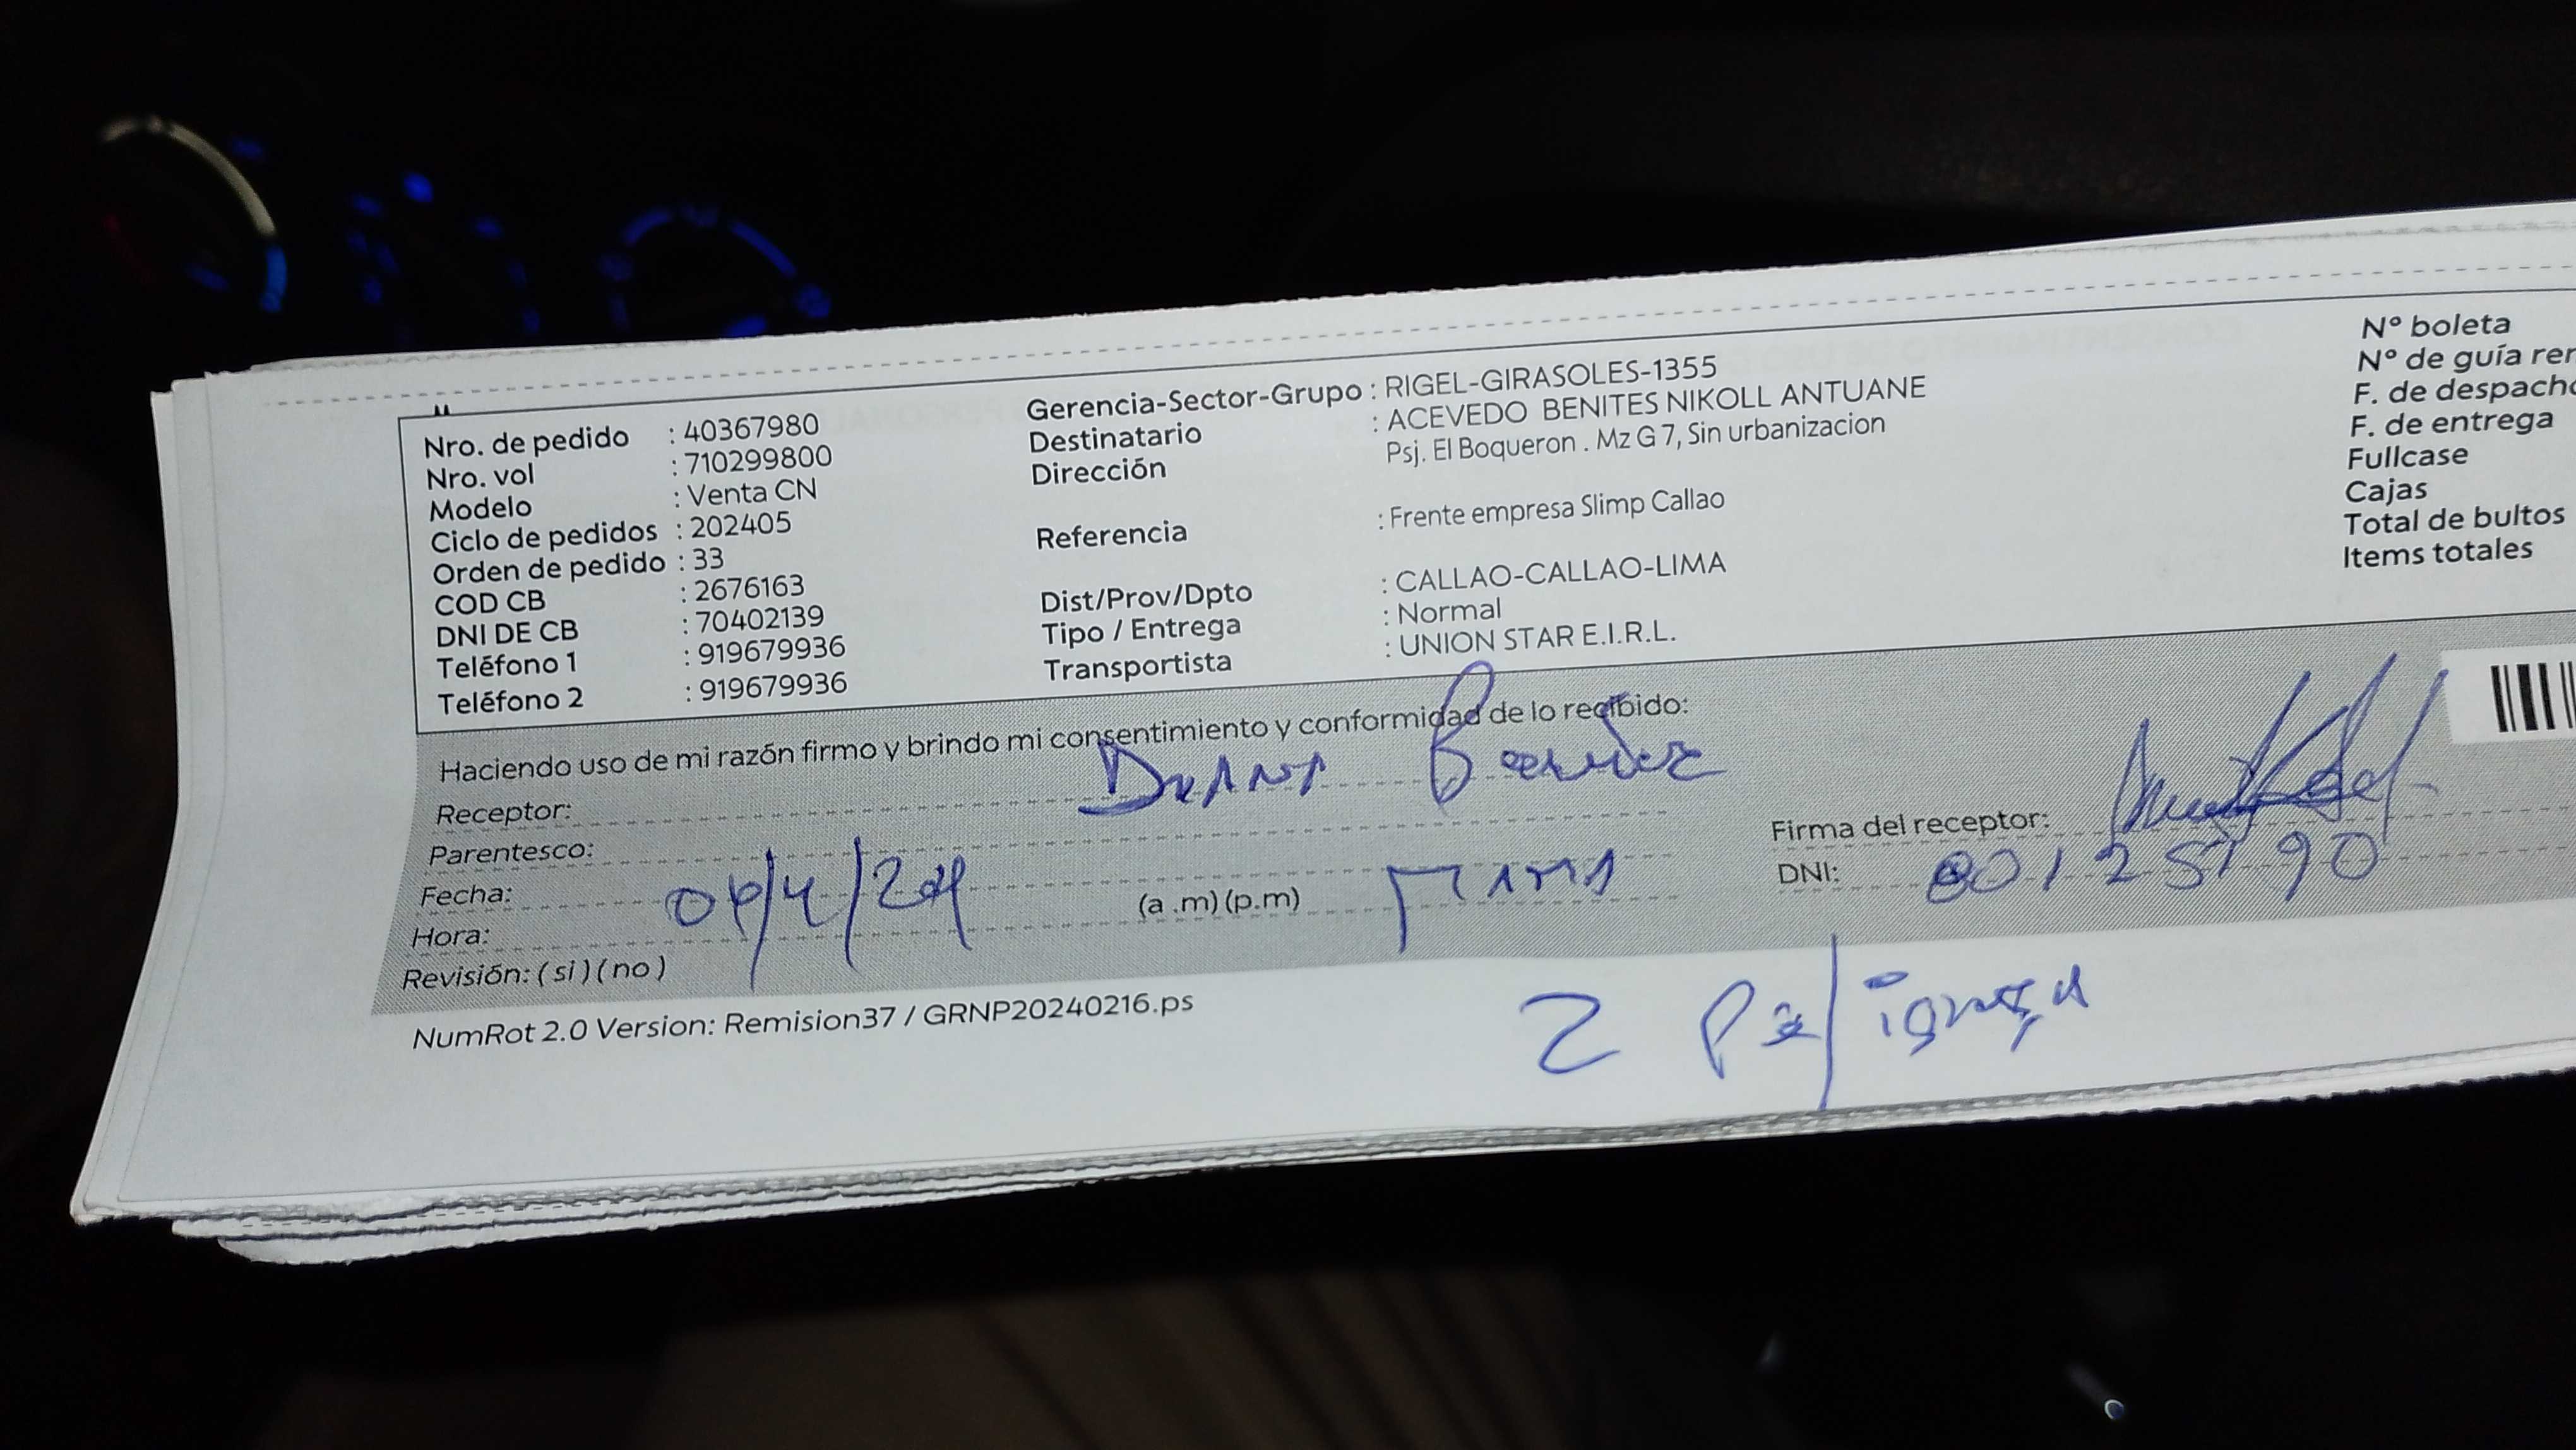 Nro. de pedido : 40367980
Nro. vol : 710299800
Modelo : Venta CN
Ciclo de pedidos : 202405
Orden de pedido : 33
COD CB : 2676163
DNI DE CB : 70402139
Teléfono 1 : 919679936
Teléfono 2 : 919679936
Gerencia-Sector-Grupo : RIGEL-GIRASOLES-1355
Destinatario : ACEVEDO BENITES NIKOLL ANTUANE
Dirección Psj. El Boqueron . Mz G 7, Sin urbanizacion
Referencia : Frente empresa Slimp Callao
Dist/Prov/Dpto : CALLAO-CALLAO-LIMA
Tipo / Entrega : Normal
Transportista : UNION STAR E.I.R.L.
Nº boleta
Nº de guía
F. de despacho
F. de entrega
Fullcase
Cajas
Total de bultos
Items totales
Haciendo uso de mi razón firmo y brindo mi consentimiento y conformidad de lo recibido:
Receptor:
Parentesco:
Fecha:
Hora: (a .m) (p.m)
Revisión: ( si ) ( no )
Firma del receptor:
DNI:
NumRot 2.0 Version: Remision37 / GRNP20240216.ps
2